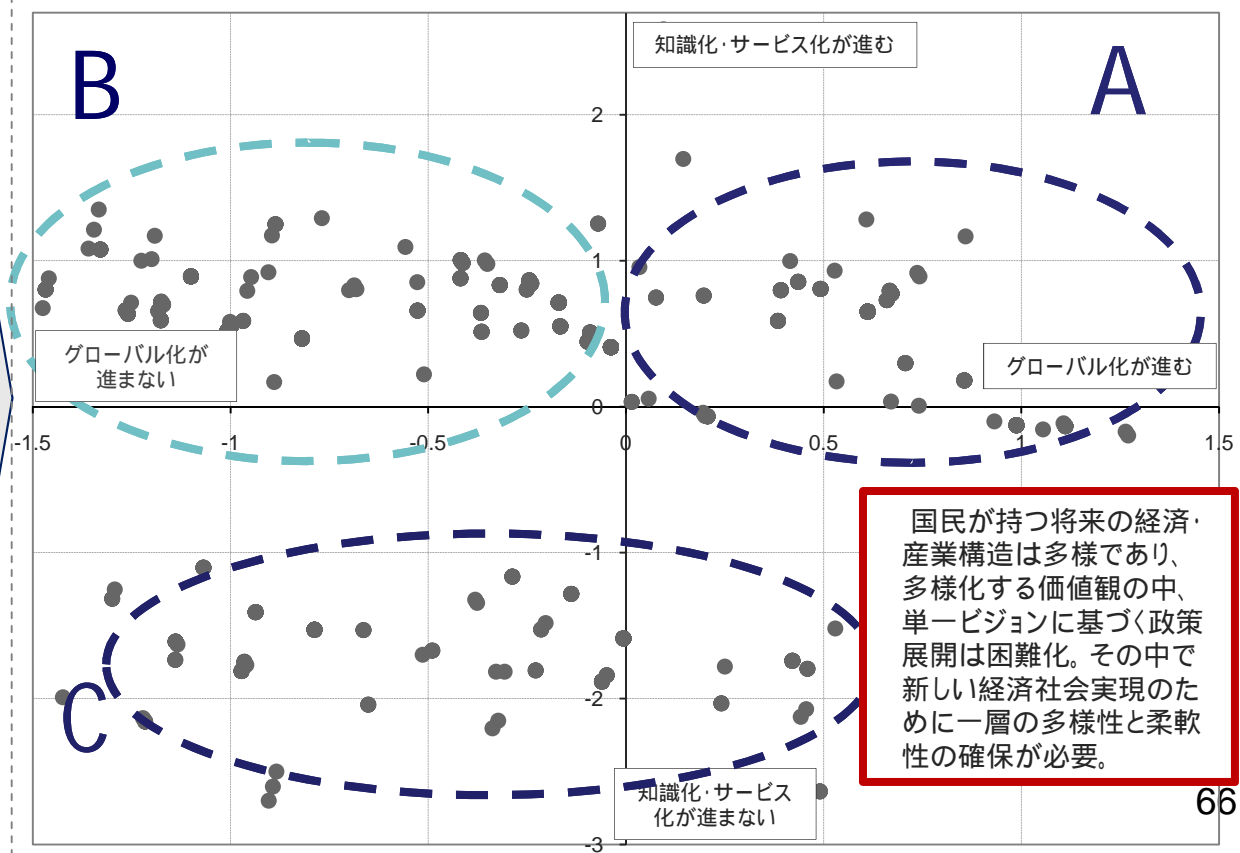 知識化・サービス化が進む
B
A
2
1
グローバル化が
進まない
グローバル化が進む
0
-1.5
-1
-0.5
0
0.5
1
1.5
国民が持つ将来の経済・
産業構造は多様であり、
多様化する価値観の中、
単一ビジョンに基づく政策
展開は困難化。その中で
新しい経済社会実現のた
めに一層の多様性と柔軟
性の確保が必要。
-1
-2
C
知識化・サービス
化が進まない
66
-3